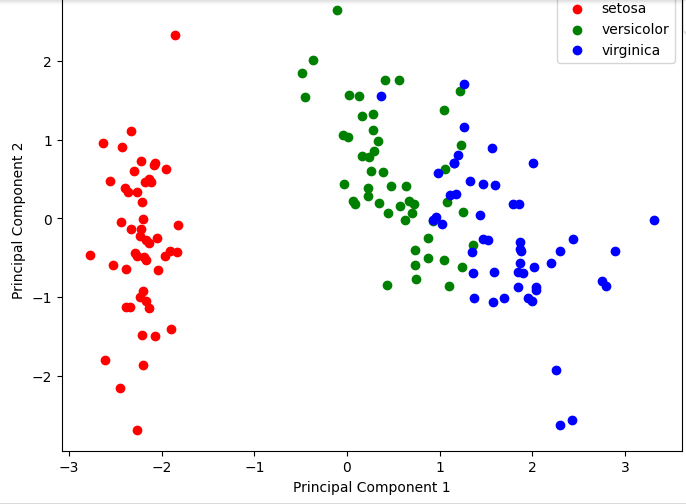 setosa
versicolor
virginica
2
1
0
−1
−2
Principal Component 2
−3 −2 −1 0 1 2 3
Principal Component 1